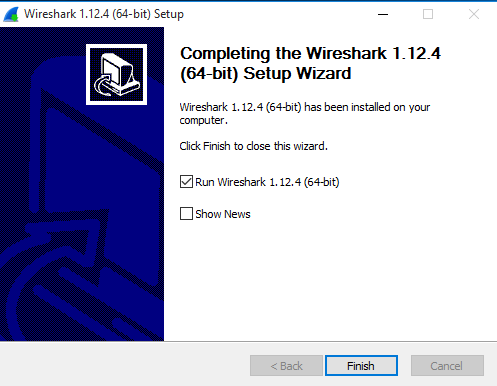 Wireshark 1.12.4 (64-bit) Setup
Completing the Wireshark 1.12.4
(64-bit) Setup Wizard
Wireshark 1.12.4 (64-bit) has been installed on your
computer.
Click Finish to close this wizard.
Run Wireshark 1.12.4 (64-bit)
Show News
< Back
Finish
Cancel